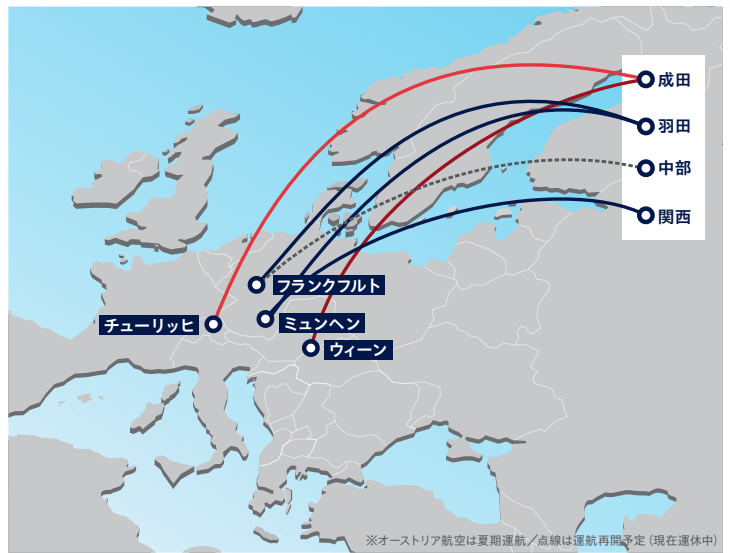 成田
羽田
中部
関西
フランクフルト
チューリッヒ
ミュンヘン
ウィーン
※オーストリア航空は夏期運航／点線は運航再開予定（現在運休中）